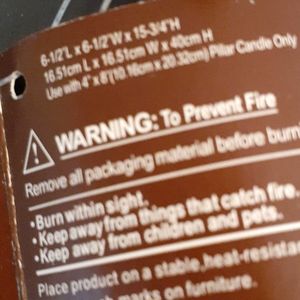 6-1/2"L x 6-1/2"W x 15-3/4"H
16.51cm L x 16.51cm W x 40cm H
Use with 4" x 8"(10.16cm x 20.32cm) Pillar Candle Only
WARNING: To Prevent Fire
Remove all packaging material before burn
•Burn within sight.
•Keep away from things that catch fire.
•Keep away from children and pets.
Place product on a stable, heat-resista
marks on furniture.